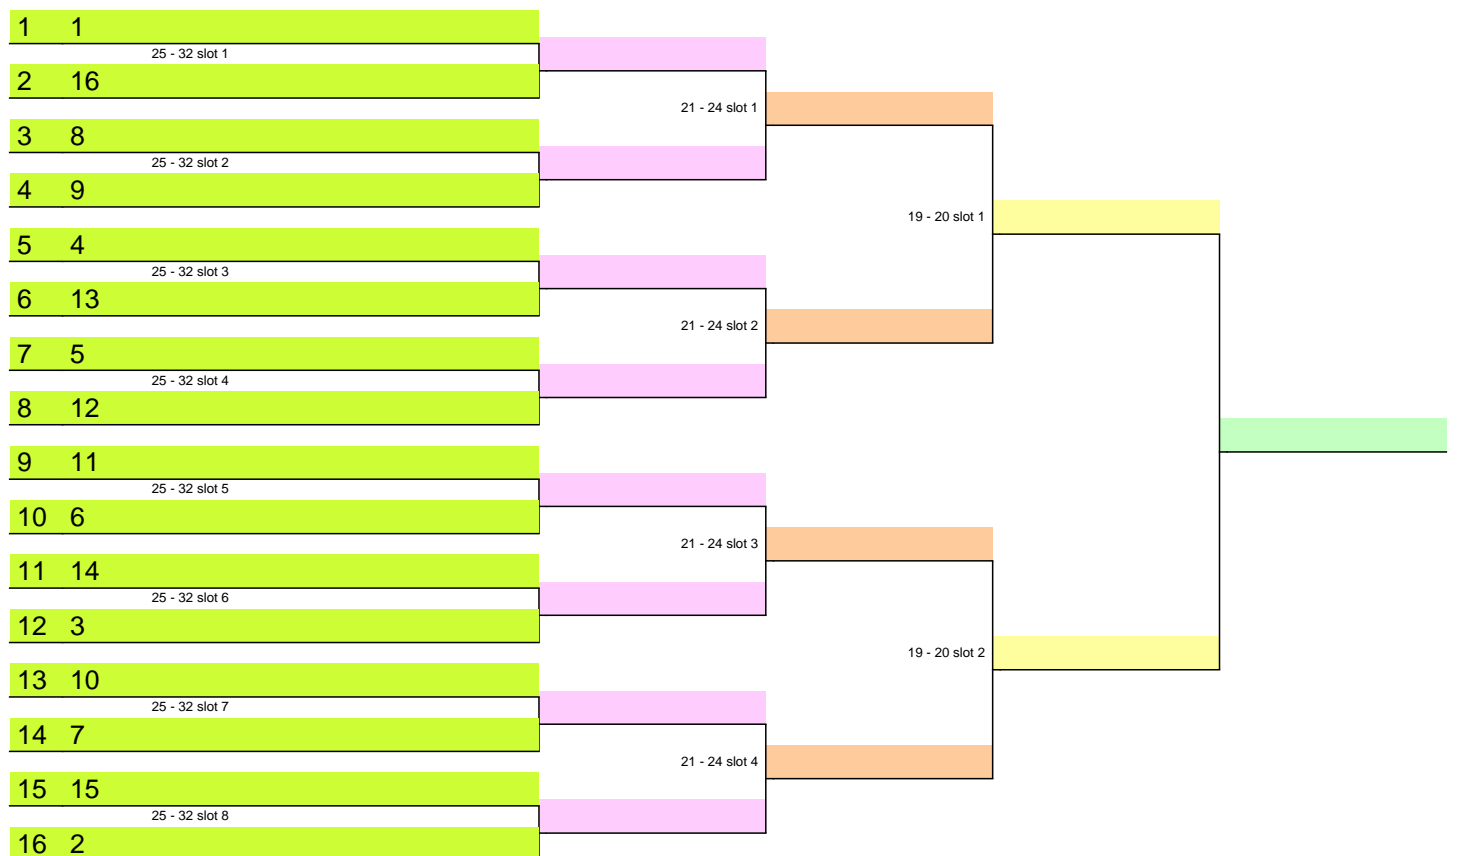 1 1
25 - 32 slot 1
2 16
21 - 24 slot 1
3 8
25 - 32 slot 2
4 9
19 - 20 slot 1
5 4
25 - 32 slot 3
6 13
21 - 24 slot 2
7 5
25 - 32 slot 4
8 12
9 11
25 - 32 slot 5
10 6
21 - 24 slot 3
11 14
25 - 32 slot 6
12 3
19 - 20 slot 2
13 10
25 - 32 slot 7
14 7
21 - 24 slot 4
15 15
25 - 32 slot 8
16 2